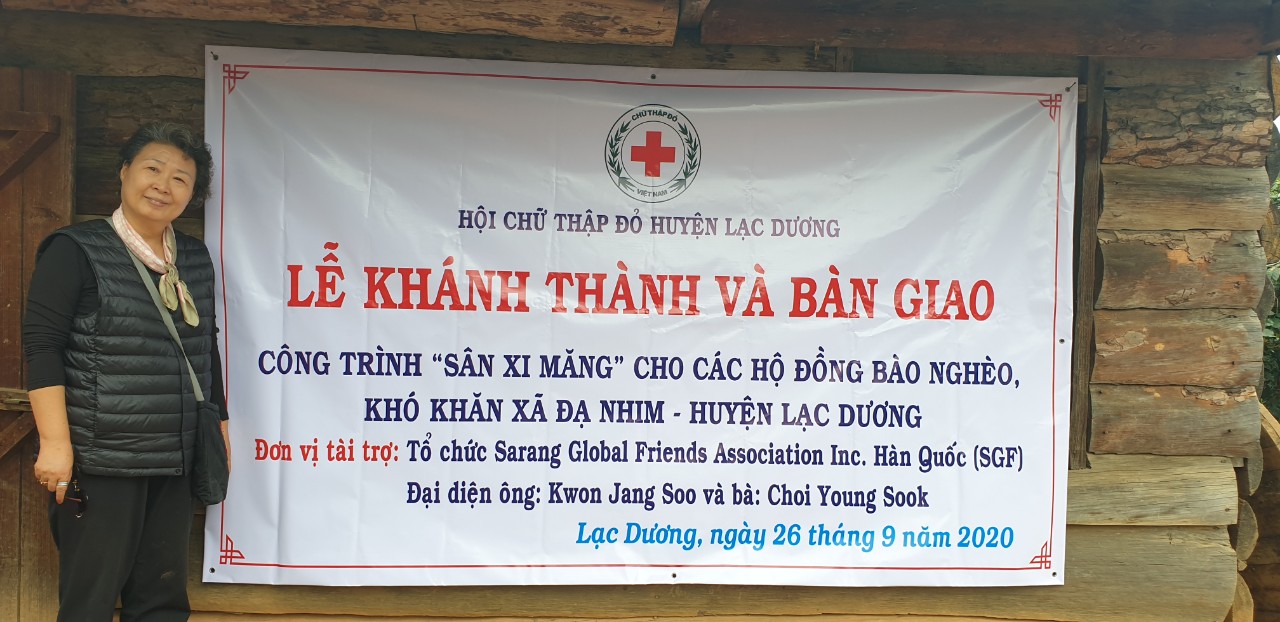 CHỮ THẬP ĐỎ
VIỆT NAM
HỘI CHỮ THẬP ĐỎ HUYỆN LẠC DƯƠNG
LỄ KHÁNH THÀNH VÀ BÀN GIAO
CÔNG TRÌNH “SÂN XI MĂNG” CHO CÁC HỘ ĐỒNG BÀO NGHÈO,
KHÓ KHĂN XÃ ĐẠ NHIM - HUYỆN LẠC DƯƠNG
Đơn vị tài trợ: Tổ chức Sarang Global Friends Association Inc. Hàn Quốc (SGF)
Đại diện ông: Kwon Jang Soo và bà: Choi Young Sook
Lạc Dương, ngày 26 tháng 9 năm 2020